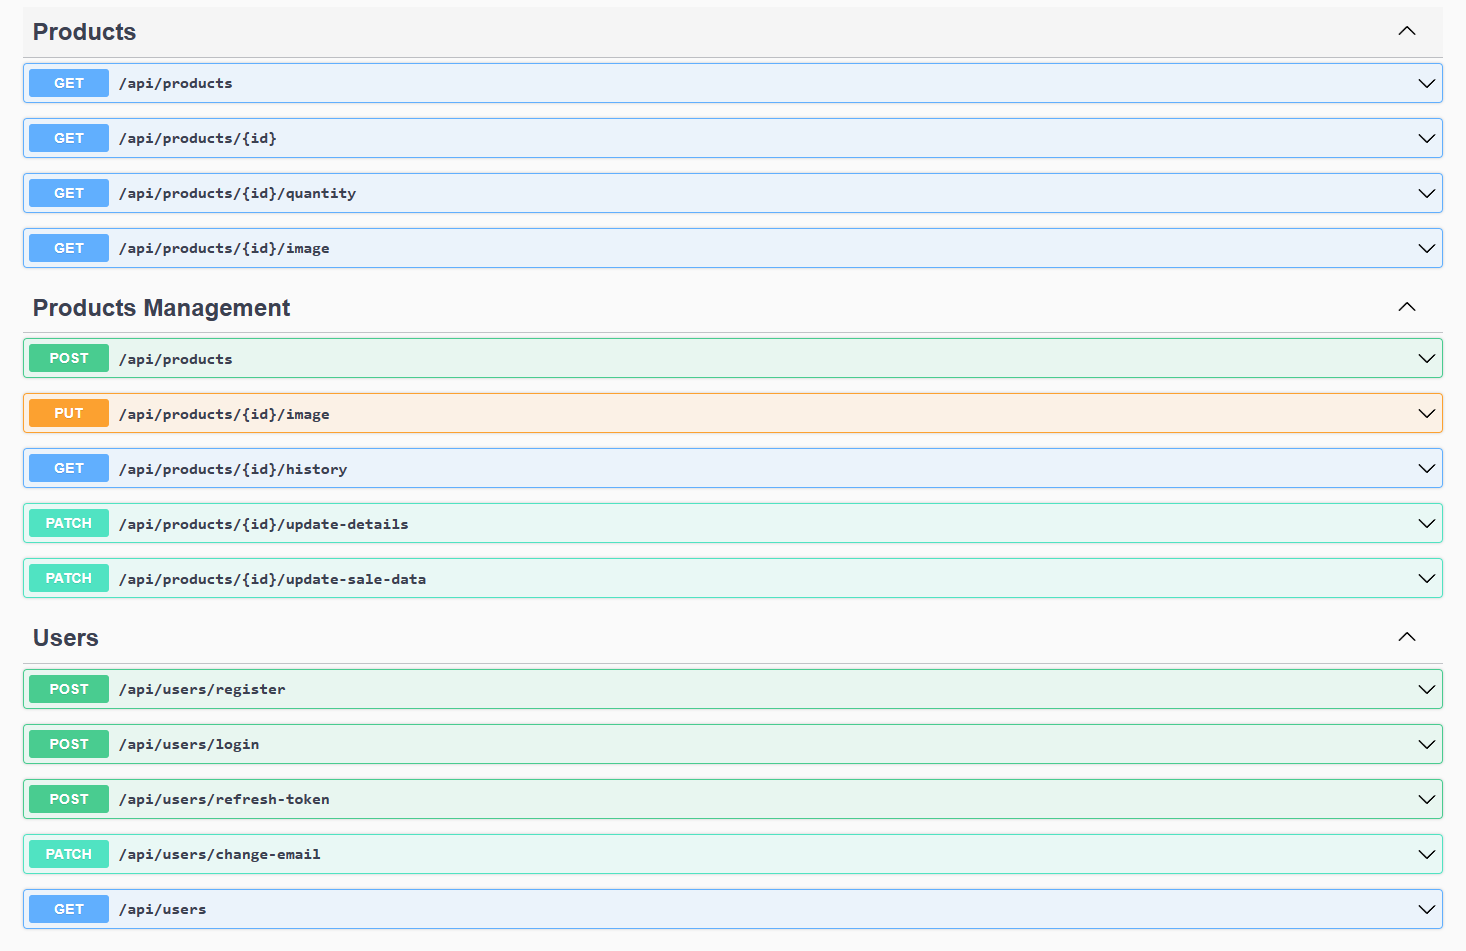 Products
GET /api/products
GET /api/products/{id}
GET /api/products/{id}/quantity
GET /api/products/{id}/image
Products Management
POST /api/products
PUT /api/products/{id}/image
GET /api/products/{id}/history
PATCH /api/products/{id}/update-details
PATCH /api/products/{id}/update-sale-data
Users
POST /api/users/register
POST /api/users/login
POST /api/users/refresh-token
PATCH /api/users/change-email
GET /api/users